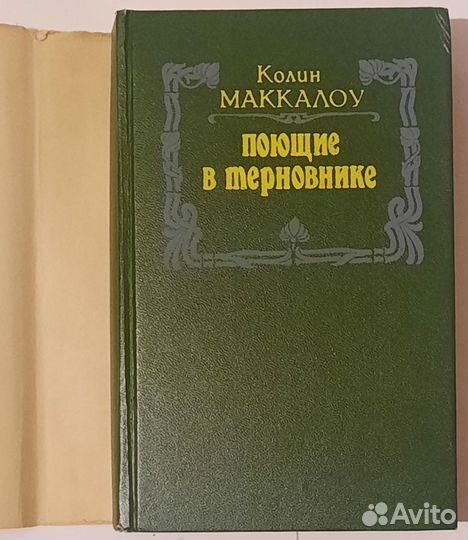 Колин
МАККАЛОУ
ПОЮЩИЕ
В ТЕРНОВНИКЕ
Avito